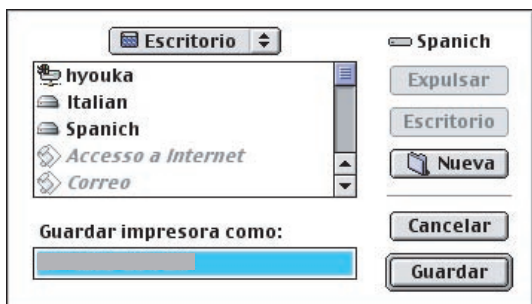 Escritorio
Spanich
hyouka
Italian
Spanich
Accesso a Internet
Correo
Expulsar
Escritorio
Nueva
Guardar impresora como:
Cancelar
Guardar